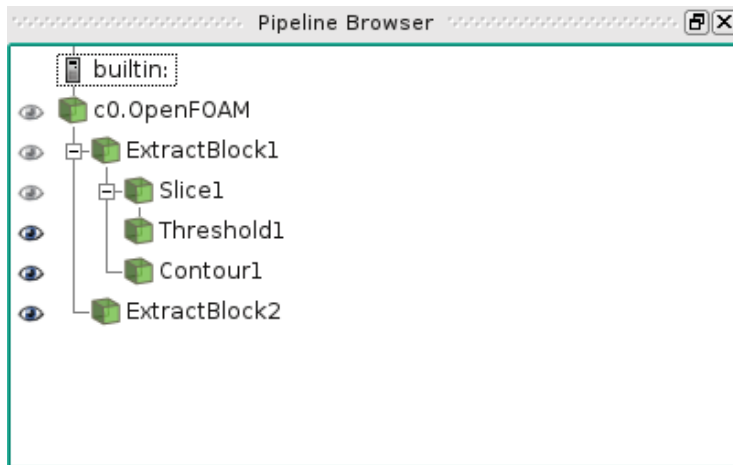 Pipeline Browser
builtin:
c0.OpenFOAM
ExtractBlock1
Slice1
Threshold1
Contour1
ExtractBlock2